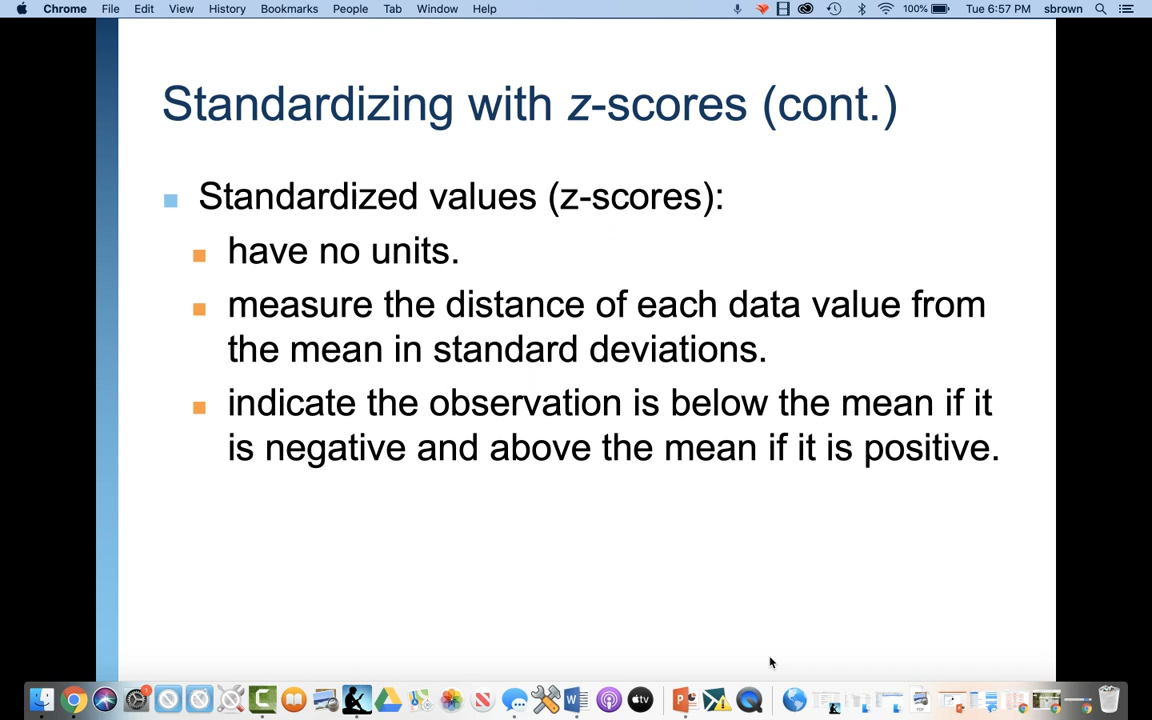 Chrome File Edit View History Bookmarks People Tab Window Help 100% Tue 6:57 PM sbrown
Standardizing with z-scores (cont.)
Standardized values (z-scores):
have no units.
measure the distance of each data value from
the mean in standard deviations.
indicate the observation is below the mean if it
is negative and above the mean if it is positive.